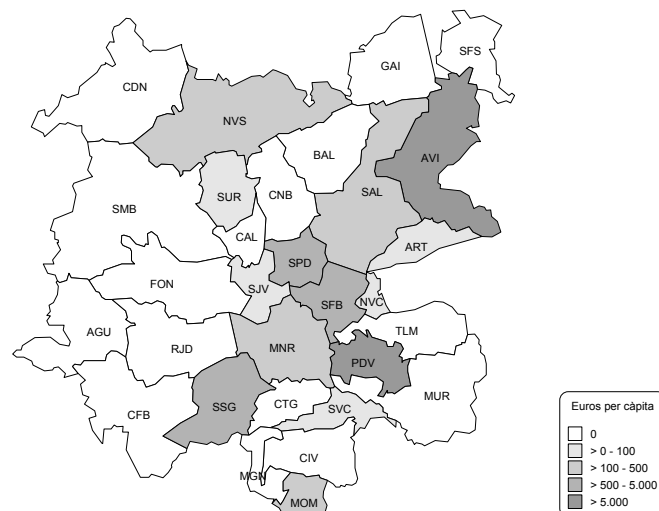 SFS
GAI
CDN
NVS
BAL
AVI
SUR
CNB
SAL
SMB
CAL
ART
SPD
FON
SJV
SFB
NVC
AGU
TLM
RJD
MNR
PDV
MUR
CFB
SSG
CTG
SVC
CIV
MGN
MOM
Euros per càpita
0
> 0 - 100
> 100 - 500
> 500 - 5.000
> 5.000